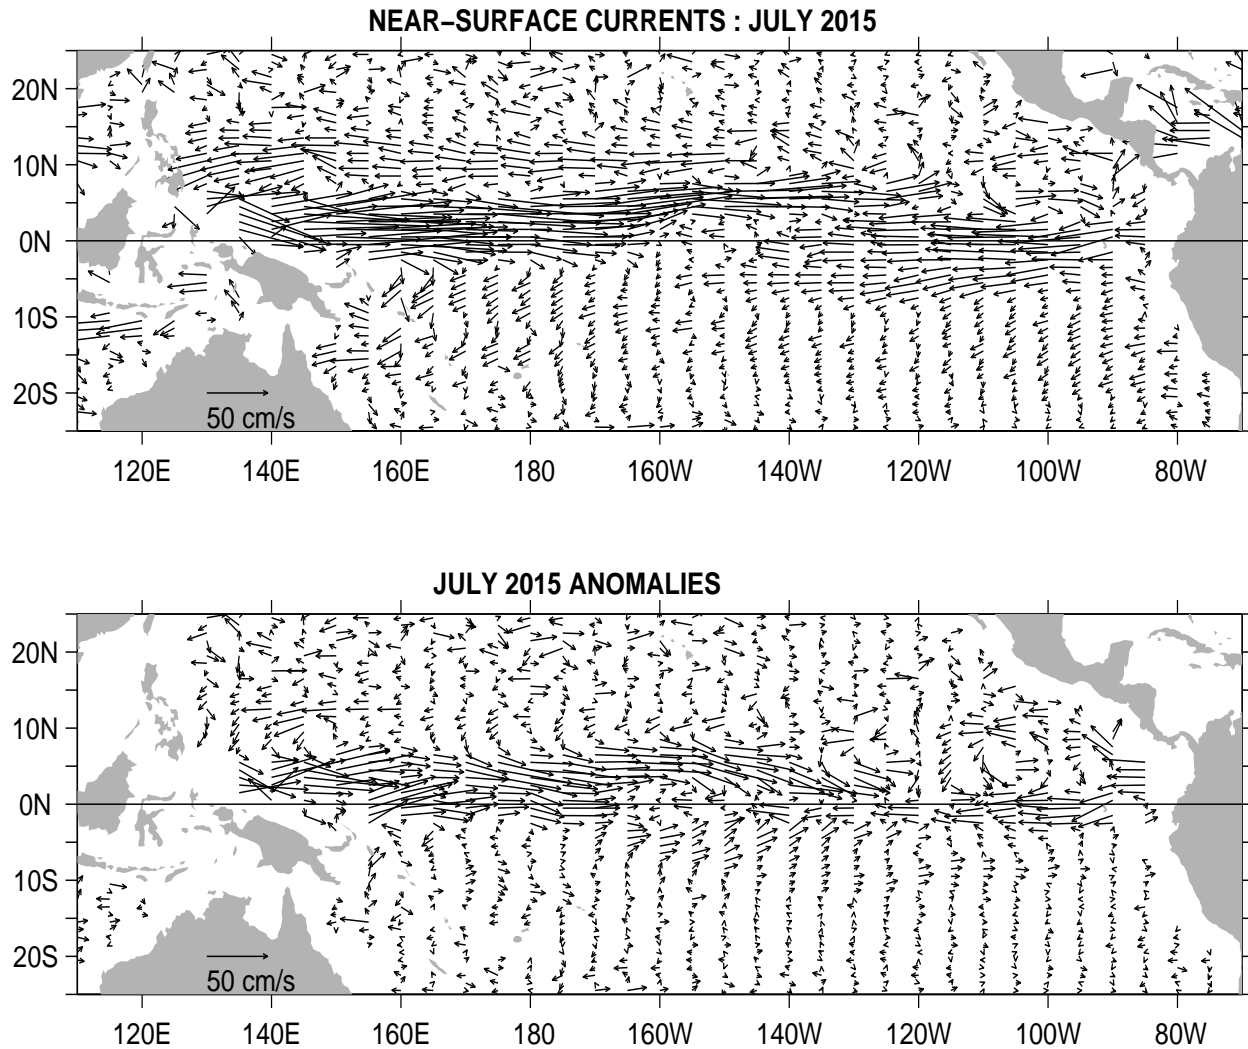 NEAR−SURFACE CURRENTS : JULY 2015
20N
10N
0N
10S
20S
50 cm/s
120E 140E 160E 180 160W 140W 120W 100W 80W
JULY 2015 ANOMALIES
20N
10N
0N
10S
20S
50 cm/s
120E 140E 160E 180 160W 140W 120W 100W 80W